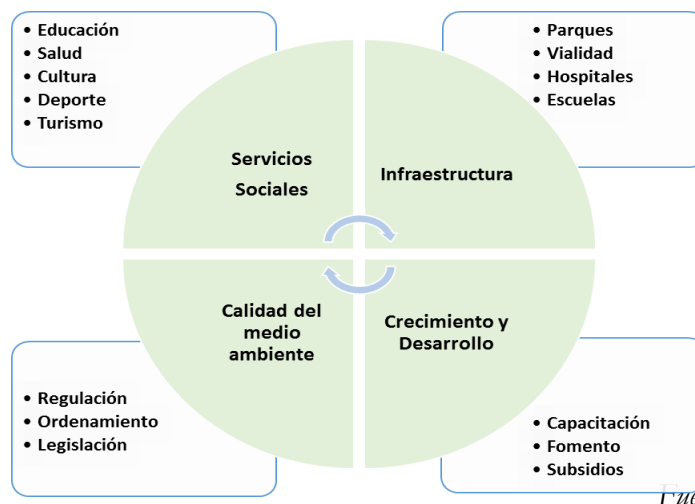 • Educación
• Salud
• Cultura
• Deporte
• Turismo
• Parques
• Vialidad
• Hospitales
• Escuelas
Servicios
Sociales
Infraestructura
Calidad del
medio
ambiente
Crecimiento y
Desarrollo
• Regulación
• Ordenamiento
• Legislación
• Capacitación
• Fomento
• Subsidios